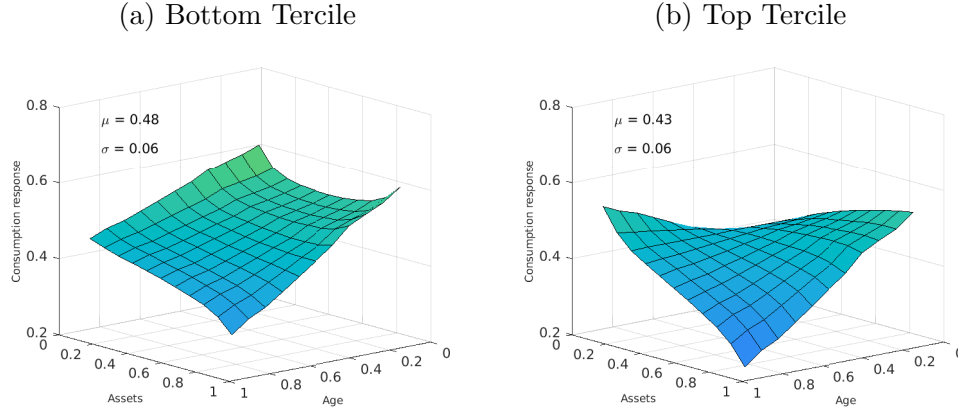 (a) Bottom Tercile
0.8
0.6
0.4
0.2
Consumption response
μ = 0.48
σ = 0.06
0
0.2
0.4
0.6
0.8
1
Assets
1
0.8
0.6
0.4
0.2
0
Age
(b) Top Tercile
0.8
0.6
0.4
0.2
Consumption response
μ = 0.43
σ = 0.06
0
0.2
0.4
0.6
0.8
1
Assets
1
0.8
0.6
0.4
0.2
0
Age